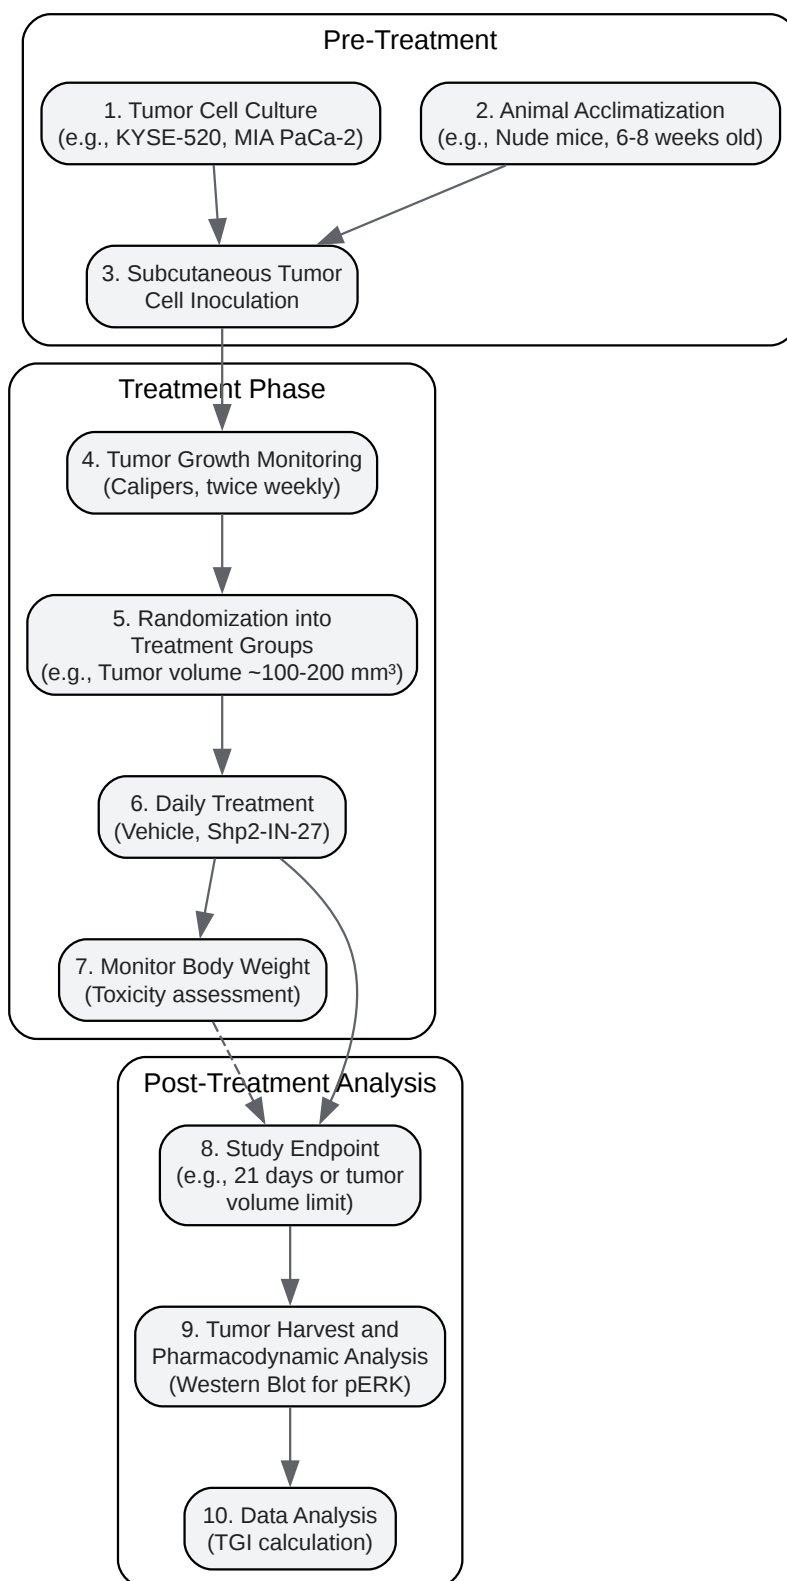 Pre-Treatment
1. Tumor Cell Culture
(e.g., KYSE-520, MIA PaCa-2)
2. Animal Acclimatization
(e.g., Nude mice, 6-8 weeks old)
3. Subcutaneous Tumor
Cell Inoculation
Treatment Phase
4. Tumor Growth Monitoring
(Calipers, twice weekly)
5. Randomization into
Treatment Groups
(e.g., Tumor volume ~100-200 mm³)
6. Daily Treatment
(Vehicle, Shp2-IN-27)
7. Monitor Body Weight
(Toxicity assessment)
Post-Treatment Analysis
8. Study Endpoint
(e.g., 21 days or tumor
volume limit)
9. Tumor Harvest and
Pharmacodynamic Analysis
(Western Blot for pERK)
10. Data Analysis
(TGI calculation)